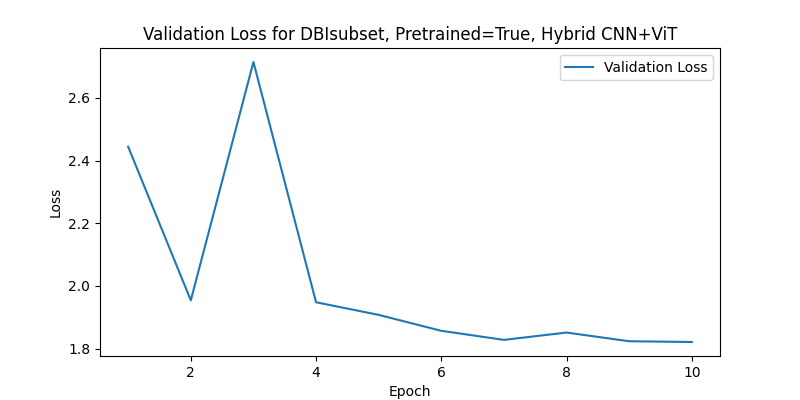 Validation Loss for DBIsubset, Pretrained=True, Hybrid CNN+ViT
Validation Loss
2.6
2.4
2.2
2.0
1.8
Loss
2 4 6 8 10
Epoch